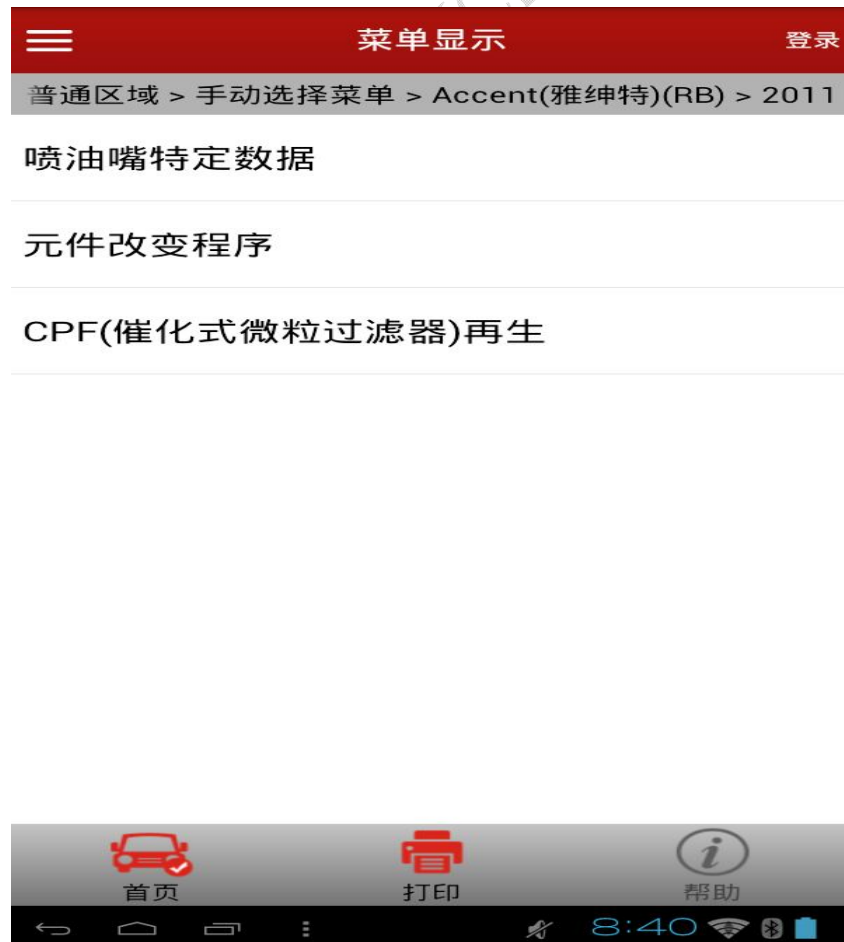 菜单显示
登录
普通区域 > 手动选择菜单 > Accent(雅绅特)(RB) > 2011
喷油嘴特定数据
元件改变程序
CPF(催化式微粒过滤器)再生
首页
打印
帮助
8:40